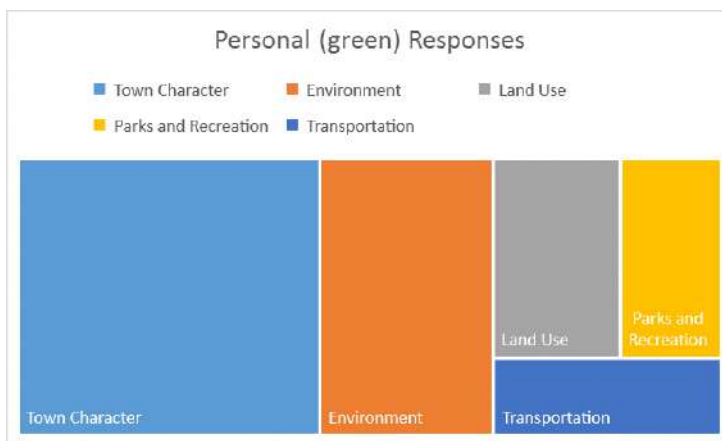 Personal (green) Responses
Town Character
Environment
Land Use
Parks and Recreation
Transportation
Town Character
Environment
Land Use
Parks and
Recreation
Transportation